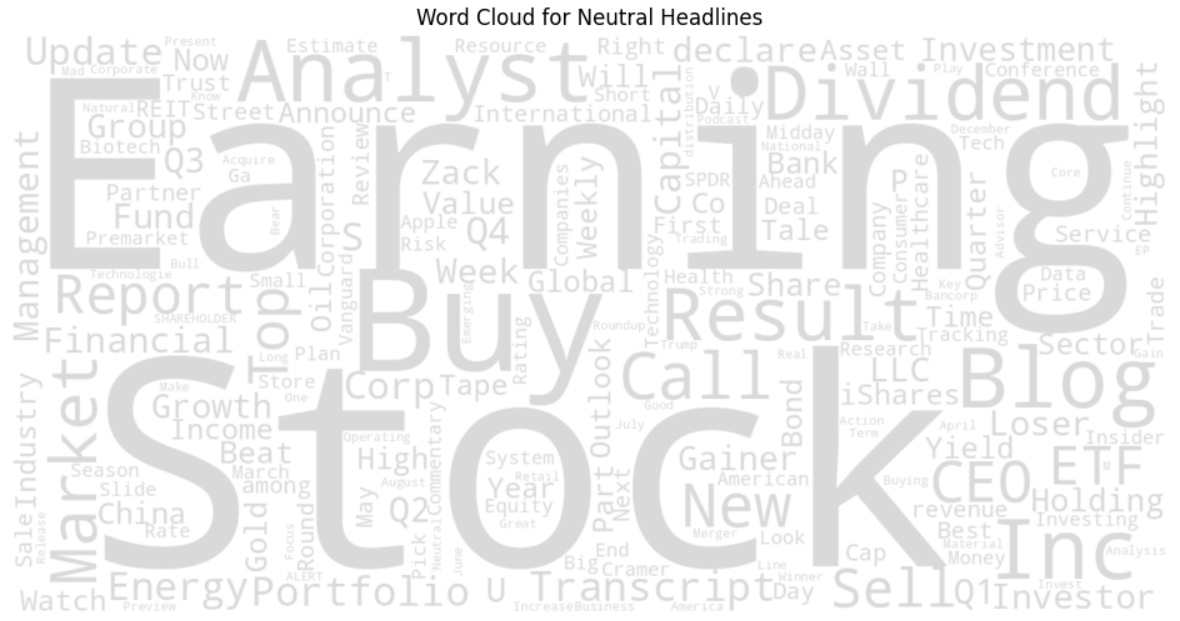 Word Cloud for Neutral Headlines
Update
Present
Mad
Corporate
Now
Trust
Know
Natural
REIT
Street
Group
Biotech
Q3
Acquire
Ga
Analyst
T
Estimate
Announce
Resource
International
Right
Will
Short
declare
Asset
Investment
Wall
Play
Conference
V
Daily
Podcast
distribution
Capital
Dividend
Highlight
Earning
Midday
National
Bank
December
Tech
Core
Continue
Partner
Fund
Premarket
Bear
Corporation
Review
S
Zack
Value
Apple
Risk
Q4
Companies
Weekly
SPDR
Co
First
Trading
Ahead
Deal
Tale
P
Company
Consumer
Healthcare
Quarter
Advisor
Service
EP
Management
Technologie
Bull
Report
SHAREHOLDER
Small
Oil
Vanguard
Week
Global
Buy
Emerging
Technology
Health
Strong
Share
Result
Key
Bancorp
Take
Data
Price
Time
Tracking
Trade
Financial
Top
Long
Plan
Rating
Roundup
Trump
Real
Research
Sector
Gain
Market
Make
Store
One
Growth
Income
Corp
Tape
Outlook
Call
Good
July
Bond
LLC
iShares
Action
Term
April
Blog
Loser
Insider
Industry
Stock
Season
Slide
Beat
March
among
Operating
High
August
Commentary
System
Year
Equity
Retail
Great
Part
Next
Gainer
American
New
Merger
Look
Buying
Yield
CEO
ETF
M
revenue
Holding
Investing
Best
Material
Money
Analysis
Sale
Release
China
Rate
Gold
Focus
Round
May
Q2
Pick
Neutral
June
Big
End
Cramer
Line
Winner
Cap
Inc
Invest
Watch
Preview
Energy
ALERT
Portfolio
U
Transcript
Increase
Business
America
Day
Sell
Q1
Investor